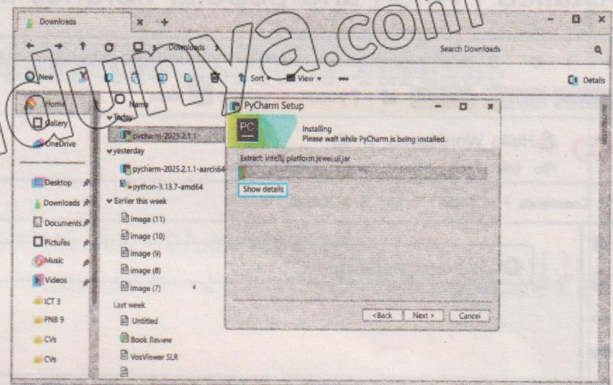 Downloads
Downloads
Search Downloads
New
Sort
View
Details
Home
Gallery
OneDrive
Desktop
Downloads
Documents
Pictures
Music
Videos
ICT 3
PNB 9
CVs
CVs
Name
Today
pycharm-2025.2.1.1
yesterday
pycharm-2025.2.1.1-aarch64
python-3.13.7-amd64
Earlier this week
image (11)
image (10)
image (9)
image (8)
image (7)
Last week
Untitled
Book Review
VosViewer SLR
PyCharm Setup
PC
Installing
Please wait while PyCharm is being installed.
Extract: intellij platform.jewei.ui.jar
Show details
<Back
Next >
Cancel
dunya.com